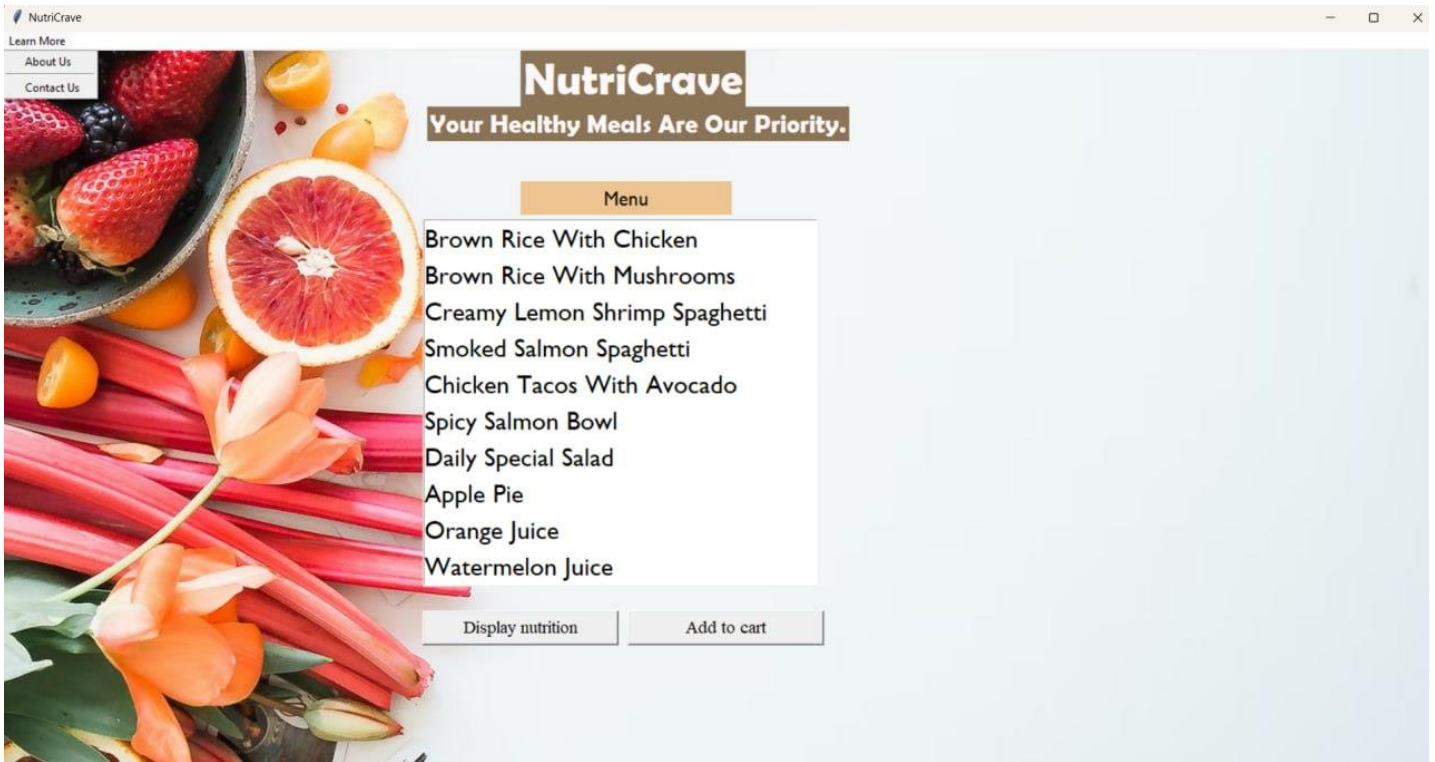 NutriCrave
Learn More
About Us
Contact Us
NutriCrave
Your Healthy Meals Are Our Priority.
Menu
Brown Rice With Chicken
Brown Rice With Mushrooms
Creamy Lemon Shrimp Spaghetti
Smoked Salmon Spaghetti
Chicken Tacos With Avocado
Spicy Salmon Bowl
Daily Special Salad
Apple Pie
Orange Juice
Watermelon Juice
Display nutrition
Add to cart